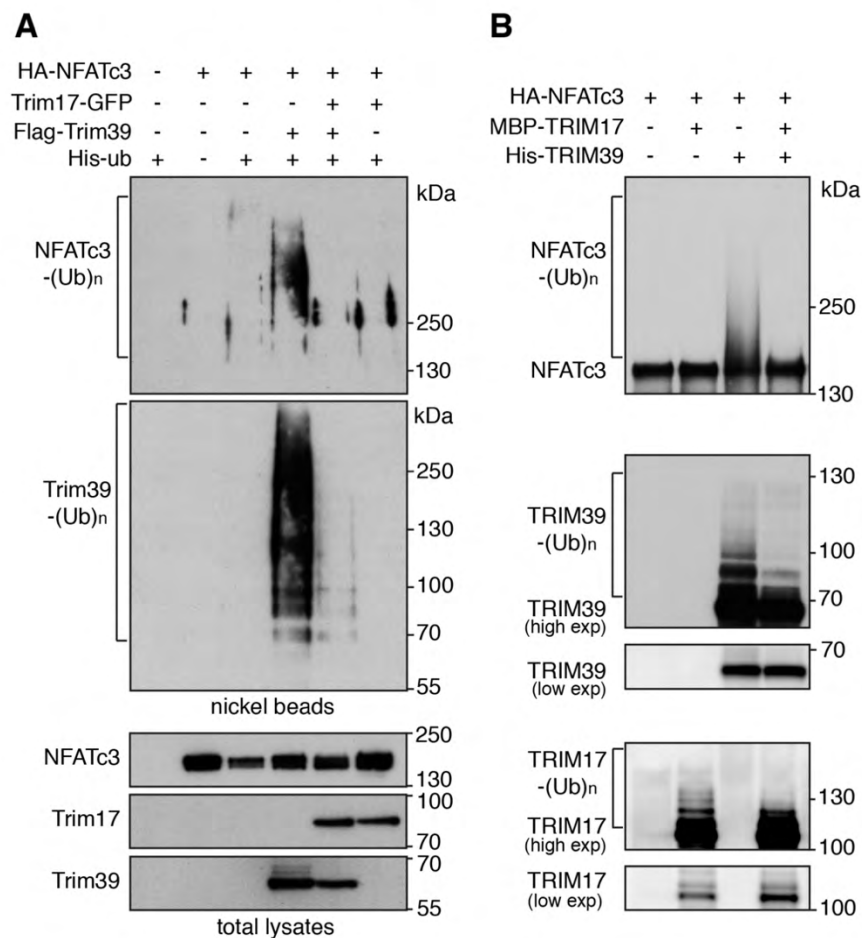 A
HA-NFATc3 - + + + + +
Trim17-GFP - - - - + +
Flag-Trim39 - - - + + -
His-ub + - + + + +
kDa
NFATc3
-(Ub)n
250
130
kDa
Trim39
-(Ub)n
250
130
100
70
55
nickel beads
NFATc3
250
130
Trim17
100
70
Trim39
70
55
total lysates
B
HA-NFATc3 + + + +
MBP-TRIM17 - + - +
His-TRIM39 - - + +
kDa
NFATc3
-(Ub)n
250
NFATc3
130
TRIM39
-(Ub)n
130
100
TRIM39
(high exp)
70
TRIM39
(low exp)
70
TRIM17
-(Ub)n
130
TRIM17
(high exp)
100
TRIM17
(low exp)
100